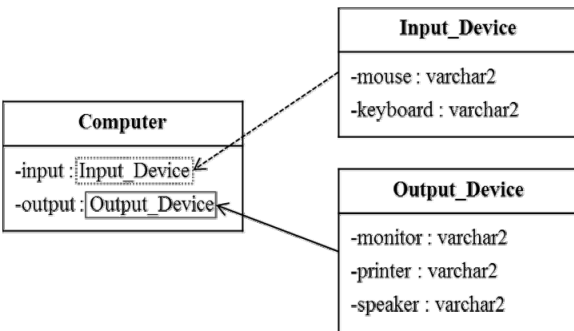 Computer
-input : Input_Device
-output : Output_Device
Input_Device
-mouse : varchar2
-keyboard : varchar2
Output_Device
-monitor : varchar2
-printer : varchar2
-speaker : varchar2